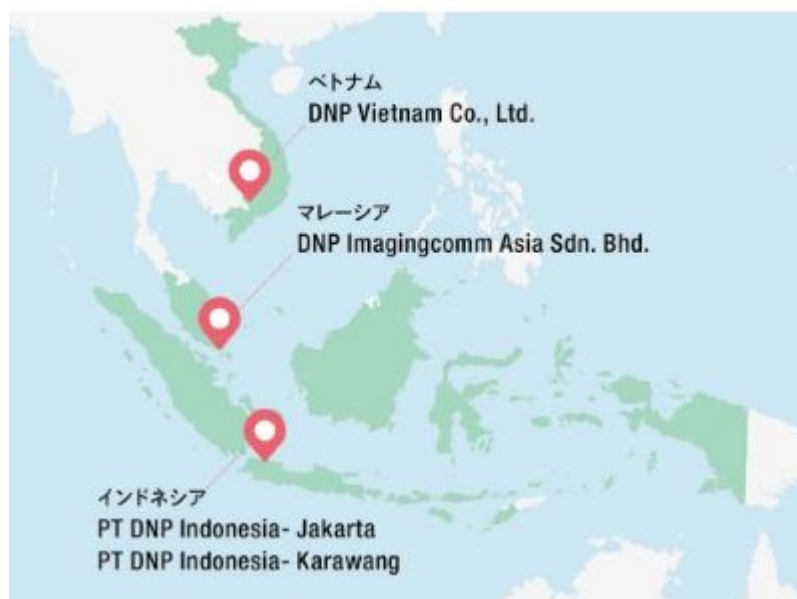 ベトナム
DNP Vietnam Co., Ltd.
マレーシア
DNP Imagingcomm Asia Sdn. Bhd.
インドネシア
PT DNP Indonesia- Jakarta
PT DNP Indonesia- Karawang